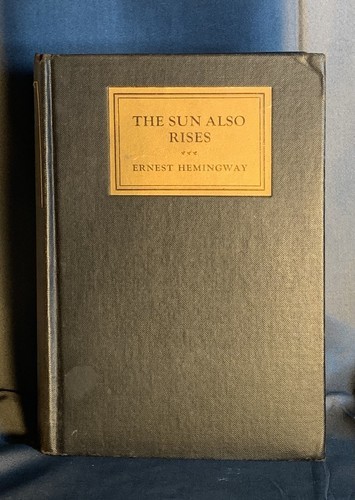 THE SUN ALSO
RISES
ERNEST HEMINGWAY